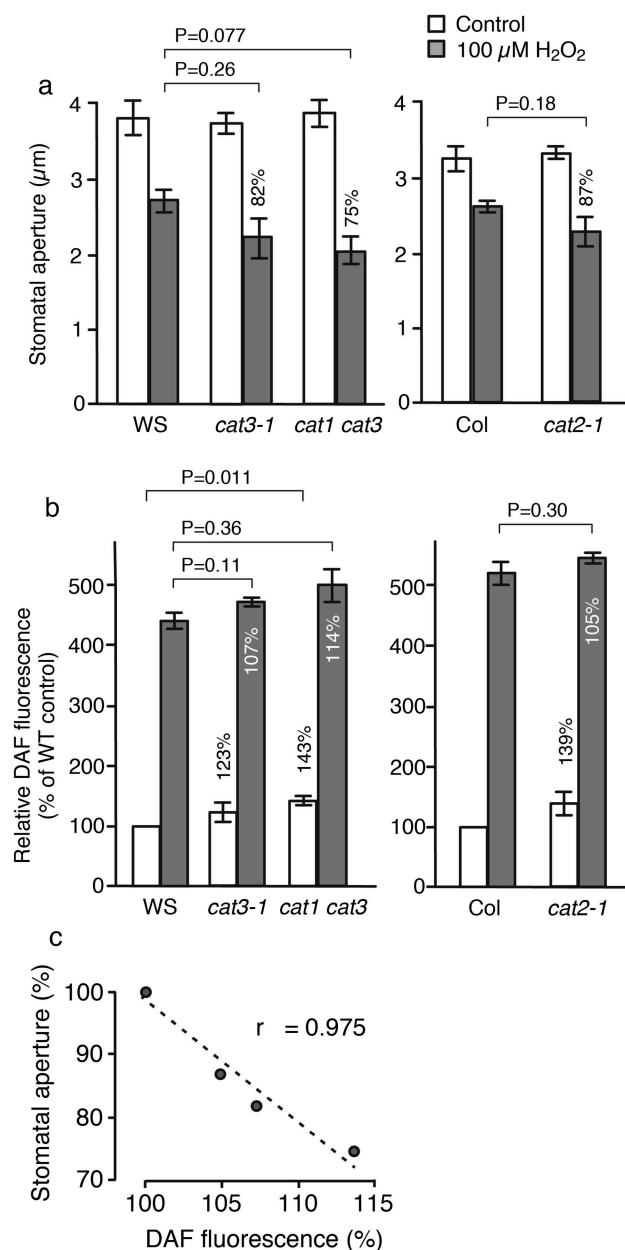 Control
100 µM H₂O₂
a
P=0.077
P=0.26
P=0.18
Stomatal aperture (µm)
4
3
2
1
0
82%
75%
WS
cat3-1
cat1 cat3
4
3
2
1
0
87%
Col
cat2-1
b
P=0.011
P=0.36
P=0.11
P=0.30
Relative DAF fluorescence
(% of WT control)
500
400
300
200
100
0
123%
107%
143%
114%
WS
cat3-1
cat1 cat3
500
400
300
200
100
0
139%
105%
Col
cat2-1
c
Stomatal aperture (%)
100
90
80
70
r = 0.975
100
105
110
115
DAF fluorescence (%)